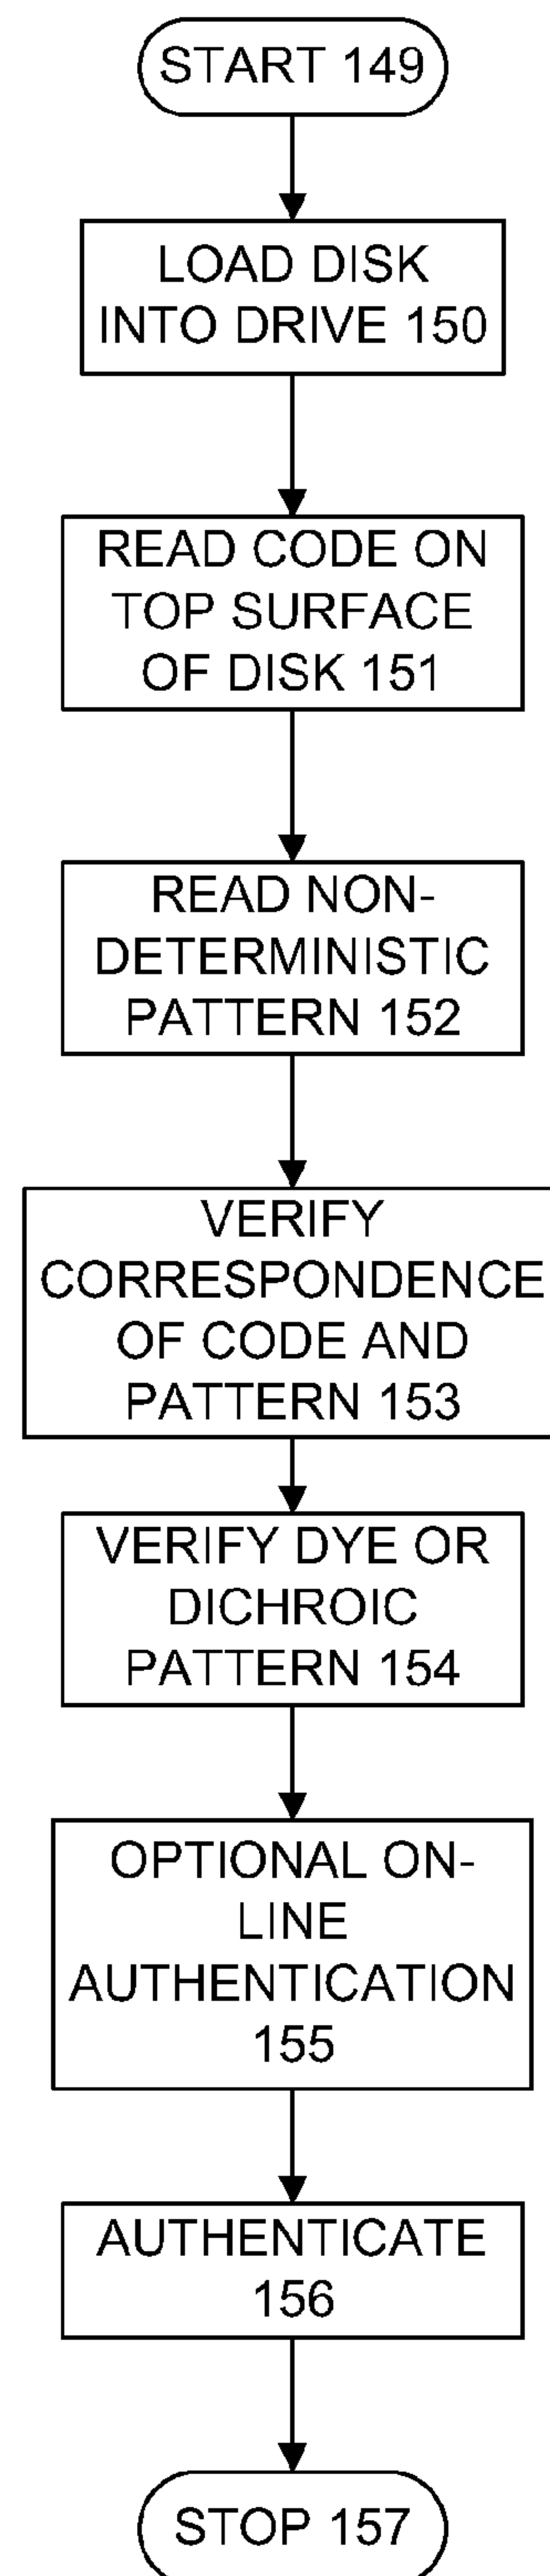 START 149
LOAD DISK
INTO DRIVE 150
READ CODE ON
TOP SURFACE
OF DISK 151
READ NON-
DETERMINISTIC
PATTERN 152
VERIFY
CORRESPONDENCE
OF CODE AND
PATTERN 153
VERIFY DYE OR
DICHROIC
PATTERN 154
OPTIONAL ON-
LINE
AUTHENTICATION
155
AUTHENTICATE
156
STOP 157